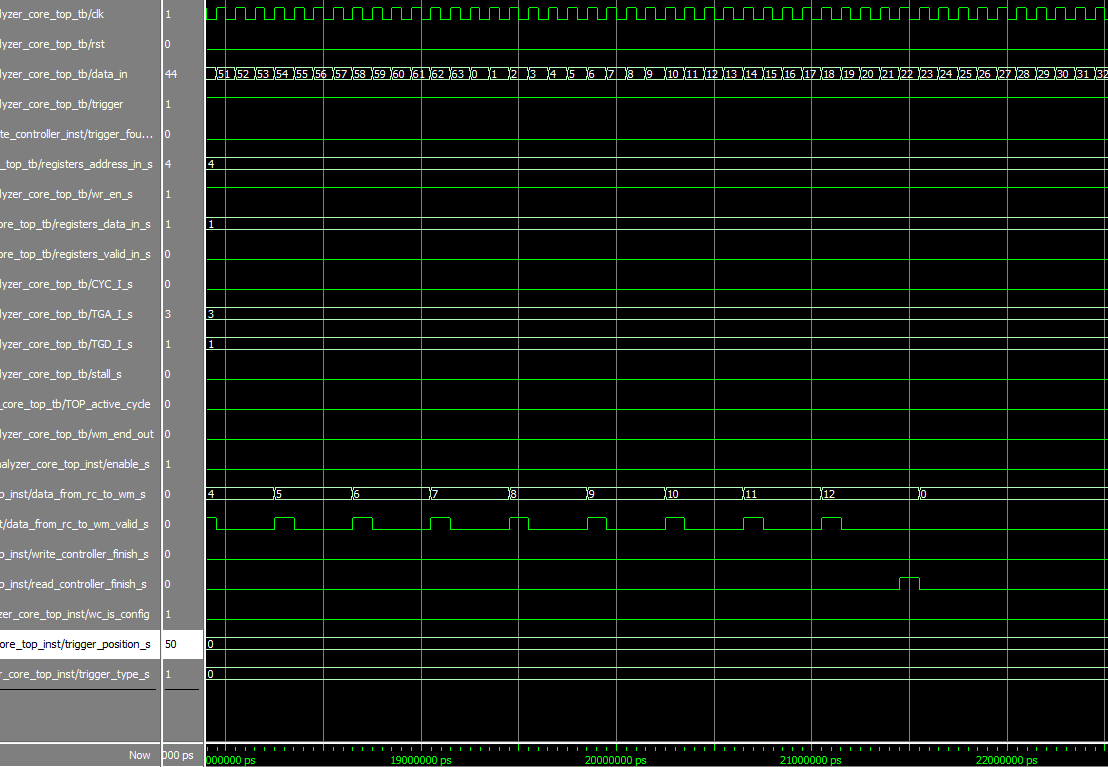 lyzer_core_top_tb/clk 1
lyzer_core_top_tb/rst 0
lyzer_core_top_tb/data_in 44 51 52 53 54 55 56 57 58 59 60 61 62 63 0 1 2 3 4 5 6 7 8 9 10 11 12 13 14 15 16 17 18 19 20 21 22 23 24 25 26 27 28 29 30 31 32
lyzer_core_top_tb/trigger 1
te_controller_inst/trigger_fou... 0
_top_tb/registers_address_in_s 4 4
lyzer_core_top_tb/wr_en_s 1
ore_top_tb/registers_data_in_s 1 1
ore_top_tb/registers_valid_in_s 0
lyzer_core_top_tb/CYC_I_s 0
lyzer_core_top_tb/TGA_I_s 3 3
lyzer_core_top_tb/TGD_I_s 1 1
lyzer_core_top_tb/stall_s 0
_core_top_tb/TOP_active_cycle 0
lyzer_core_top_tb/wm_end_out 0
nalyzer_core_top_inst/enable_s 1
p_inst/data_from_rc_to_wm_s 0 4 5 6 7 8 9 10 11 12 0
t/data_from_rc_to_wm_valid_s 0
p_inst/write_controller_finish_s 0
p_inst/read_controller_finish_s 0
zer_core_top_inst/wc_is_config 1
ore_top_inst/trigger_position_s 50 0
r_core_top_inst/trigger_type_s 1 0
Now 000 ps 000000 ps 19000000 ps 20000000 ps 21000000 ps 22000000 ps